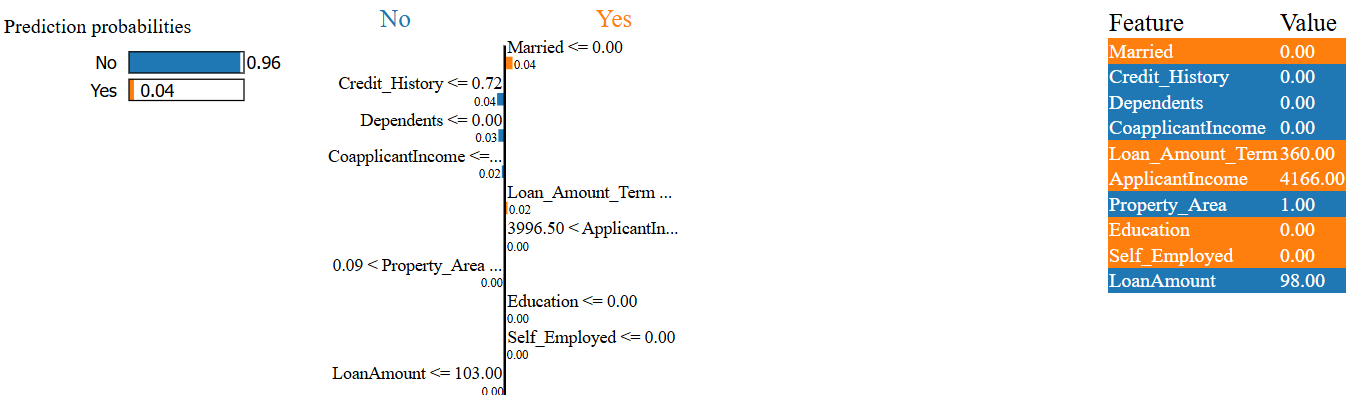 Prediction probabilities
No 0.96
Yes 0.04
No Yes
Married <= 0.00
0.04
Credit_History <= 0.72
0.04
Dependents <= 0.00
0.03
CoapplicantIncome <=...
0.02
Loan_Amount_Term ...
0.02
3996.50 < ApplicantIn...
0.00
0.09 < Property_Area ...
0.00
Education <= 0.00
0.00
Self_Employed <= 0.00
0.00
LoanAmount <= 103.00
0.00
Feature Value
Married 0.00
Credit_History 0.00
Dependents 0.00
CoapplicantIncome 0.00
Loan_Amount_Term 360.00
ApplicantIncome 4166.00
Property_Area 1.00
Education 0.00
Self_Employed 0.00
LoanAmount 98.00